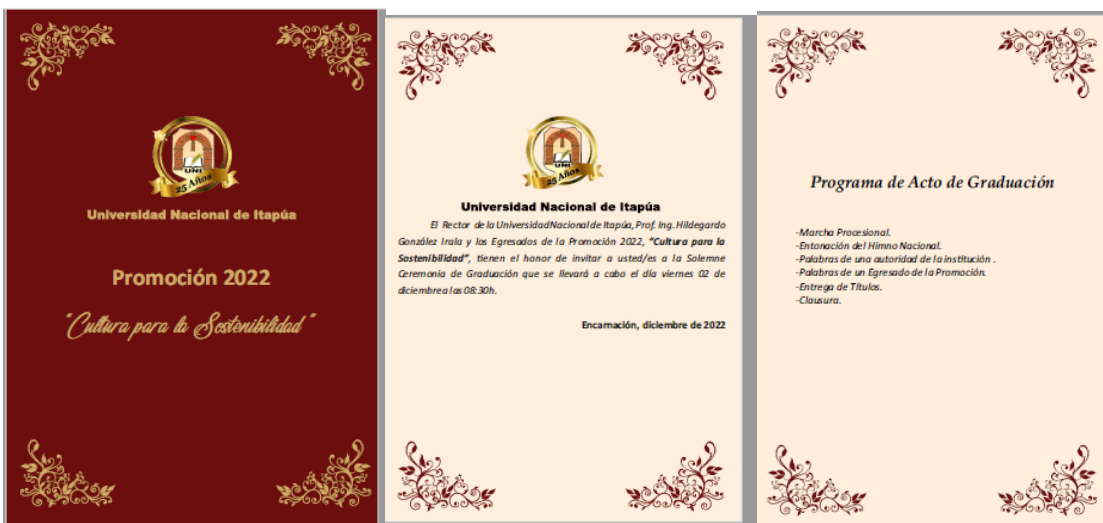 UNI
25 Años
Universidad Nacional de Itapúa
Promoción 2022
"Cultura para la Sostenibilidad"
UNI
25 Años
Universidad Nacional de Itapúa
El Rector de la Universidad Nacional de Itapúa, Prof. Ing. Hildegardo
González Irala y los Egresados de la Promoción 2022, "Cultura para la
Sostenibilidad", tienen el honor de invitar a usted/es a la Solemne
Ceremonia de Graduación que se llevará a cabo el día viernes 02 de
diciembre a las 08:30h.
Encarnación, diciembre de 2022
Programa de Acto de Graduación
-Marcha Procesional.
-Entonación del Himno Nacional.
-Palabras de una autoridad de la institución .
-Palabras de un Egresado de la Promoción.
-Entrega de Títulos.
-Clausura.